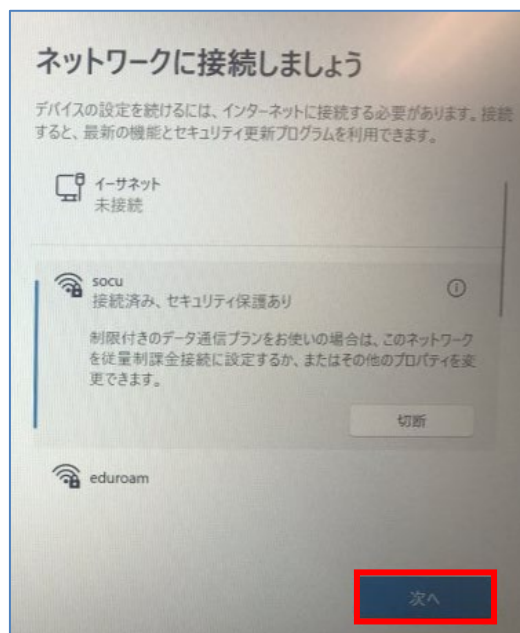 ネットワークに接続しましょう
デバイスの設定を続けるには、インターネットに接続する必要があります。接続
すると、最新の機能とセキュリティ更新プログラムを利用できます。
イーサネット
未接続
socu
接続済み、セキュリティ保護あり
制限付きのデータ通信プランをお使いの場合は、このネットワーク
を従量制課金接続に設定するか、またはその他のプロパティを変
更できます。
切断
eduroam
次へ